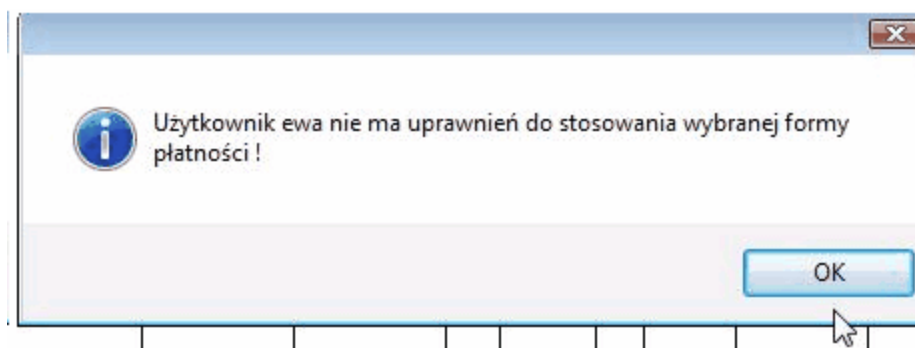 Użytkownik ewa nie ma uprawnień do stosowania wybranej formy
płatności !
OK